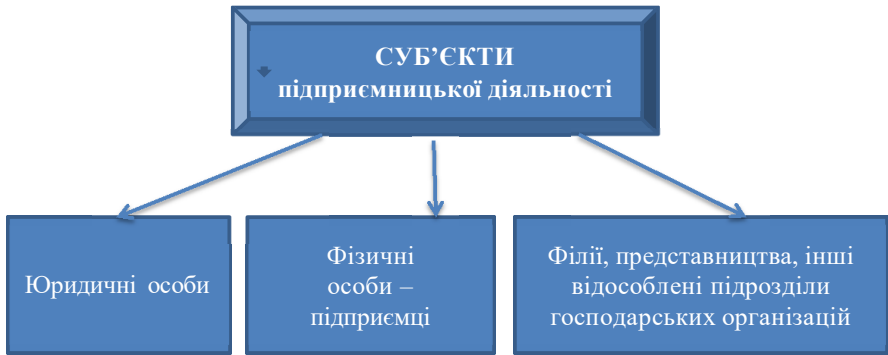 СУБ’ЄКТИ
підприємницької діяльності
Юридичні особи
Фізичні
особи –
підприємці
Філії, представництва, інші
відособлені підрозділи
господарських організацій